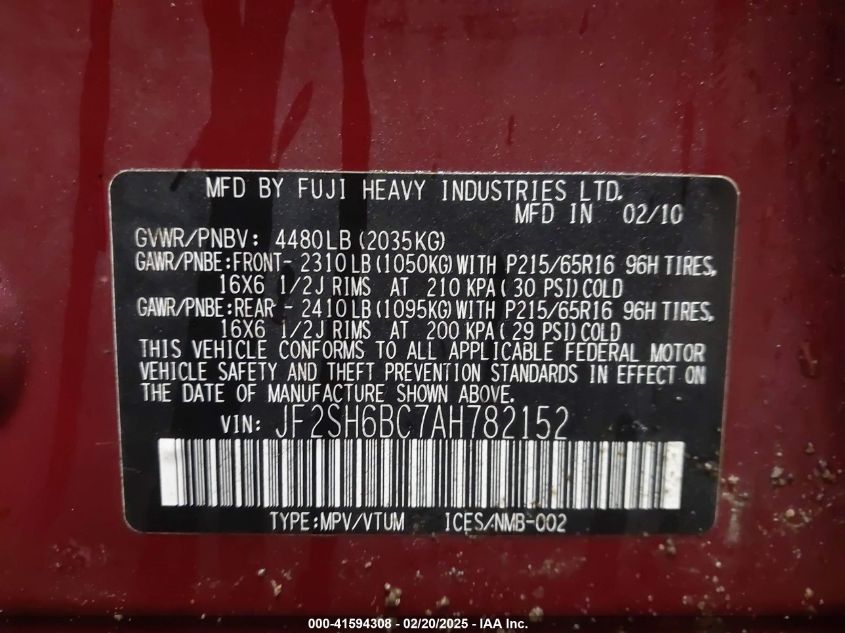 MFD BY FUJI HEAVY INDUSTRIES LTD.
MFD IN 02/10
GVWR/PNBV: 4480LB(2035KG)
GAWR/PNBE:FRONT- 2310LB(1050KG)WITH P215/65R16 96H TIRES,
16X6 1/2J RIMS AT 210 KPA( 30 PSI)COLD
GAWR/PNBE:REAR - 2410LB(1095KG)WITH P215/65R16 96H TIRES,
16X6 1/2J RIMS AT 200 KPA( 29 PSI)COLD
THIS VEHICLE CONFORMS TO ALL APPLICABLE FEDERAL MOTOR
VEHICLE SAFETY AND THEFT PREVENTION STANDARDS IN EFFECT ON
THE DATE OF MANUFACTURE SHOWN ABOVE.
VIN: JF2SH6BC7AH782152
TYPE:MPV/VTUM ICES/NMB-002
000-41594308 - 02/20/2025 - IAA Inc.